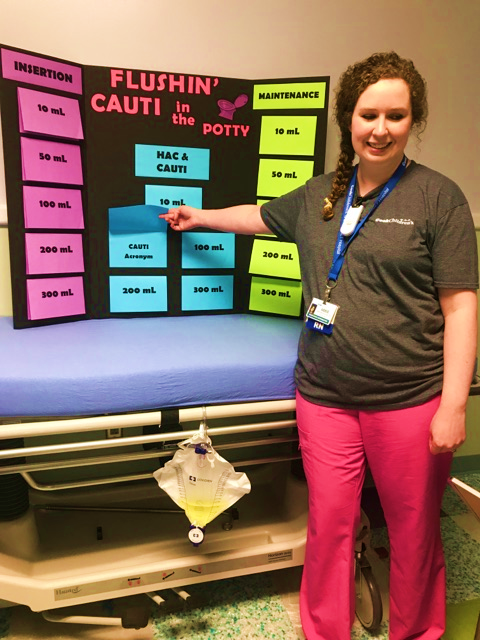 FLUSHIN'
CAUTI in
the
POTTY
INSERTION
10 mL
50 mL
100 mL
200 mL
300 mL
HAC &
CAUTI
10 mL
CAUTI
Acronym
100 mL
200 mL
300 mL
MAINTENANCE
10 mL
50 mL
200 mL
300 mL
RN